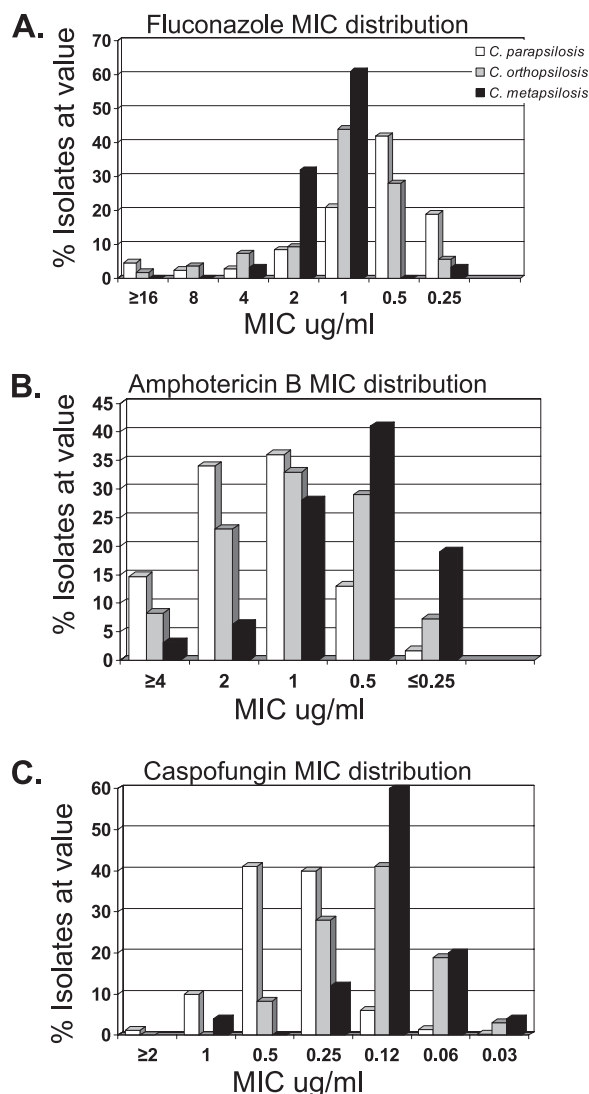 A.
Fluconazole MIC distribution
C. parapsilosis
C. orthopsilosis
C. metapsilosis
% Isolates at value
70
60
50
40
30
20
10
0
≥16 8 4 2 1 0.5 0.25
MIC ug/ml
B.
Amphotericin B MIC distribution
% Isolates at value
45
40
35
30
25
20
15
10
5
0
≥4 2 1 0.5 ≤0.25
MIC ug/ml
C.
Caspofungin MIC distribution
% Isolates at value
60
50
40
30
20
10
0
≥2 1 0.5 0.25 0.12 0.06 0.03
MIC ug/ml